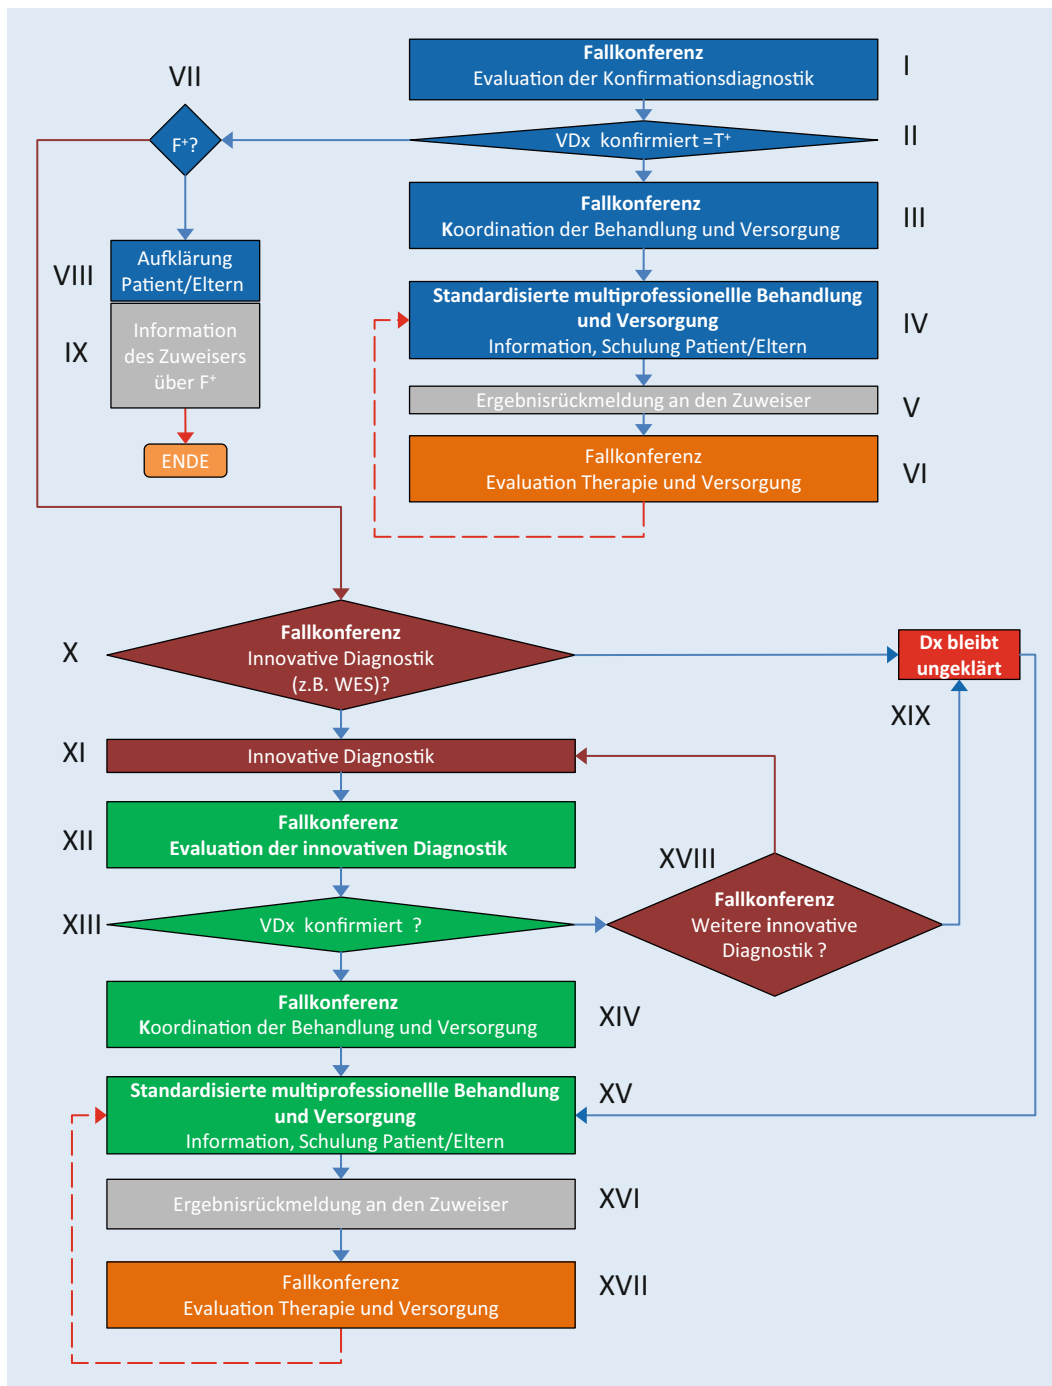 Fallkonferenz
Evaluation der Konfirmationsdiagnostik
I
VII
F⁺?
VDx konfirmiert =T⁺
II
Fallkonferenz
Koordination der Behandlung und Versorgung
III
VIII
Aufklärung
Patient/Eltern
IX
Information
des Zuweisers
über F⁺
ENDE
Standardisierte multiprofessionellle Behandlung
und Versorgung
Information, Schulung Patient/Eltern
IV
Ergebnisrückmeldung an den Zuweiser
V
Fallkonferenz
Evaluation Therapie und Versorgung
VI
X
Fallkonferenz
Innovative Diagnostik
(z.B. WES)?
Dx bleibt
ungeklärt
XIX
XI
Innovative Diagnostik
XII
Fallkonferenz
Evaluation der innovativen Diagnostik
XVIII
Fallkonferenz
Weitere innovative
Diagnostik ?
XIII
VDx konfirmiert ?
Fallkonferenz
Koordination der Behandlung und Versorgung
XIV
Standardisierte multiprofessionellle Behandlung
und Versorgung
Information, Schulung Patient/Eltern
XV
Ergebnisrückmeldung an den Zuweiser
XVI
Fallkonferenz
Evaluation Therapie und Versorgung
XVII